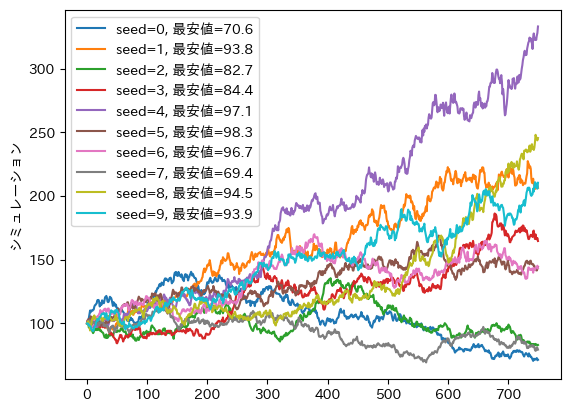 seed=0, 最安値=70.6
seed=1, 最安値=93.8
seed=2, 最安値=82.7
seed=3, 最安値=84.4
seed=4, 最安値=97.1
seed=5, 最安値=98.3
seed=6, 最安値=96.7
seed=7, 最安値=69.4
seed=8, 最安値=94.5
seed=9, 最安値=93.9
シミュレーション
300
250
200
150
100
0 100 200 300 400 500 600 700